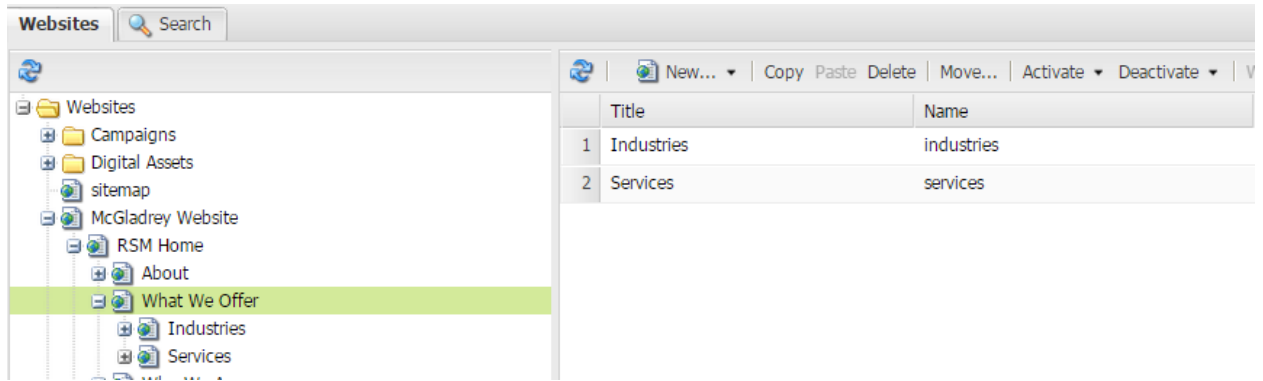 Websites Search
New... Copy Paste Delete Move... Activate Deactivate
Websites
Campaigns
Digital Assets
sitemap
McGladrey Website
RSM Home
About
What We Offer
Industries
Services
Title Name
1 Industries industries
2 Services services